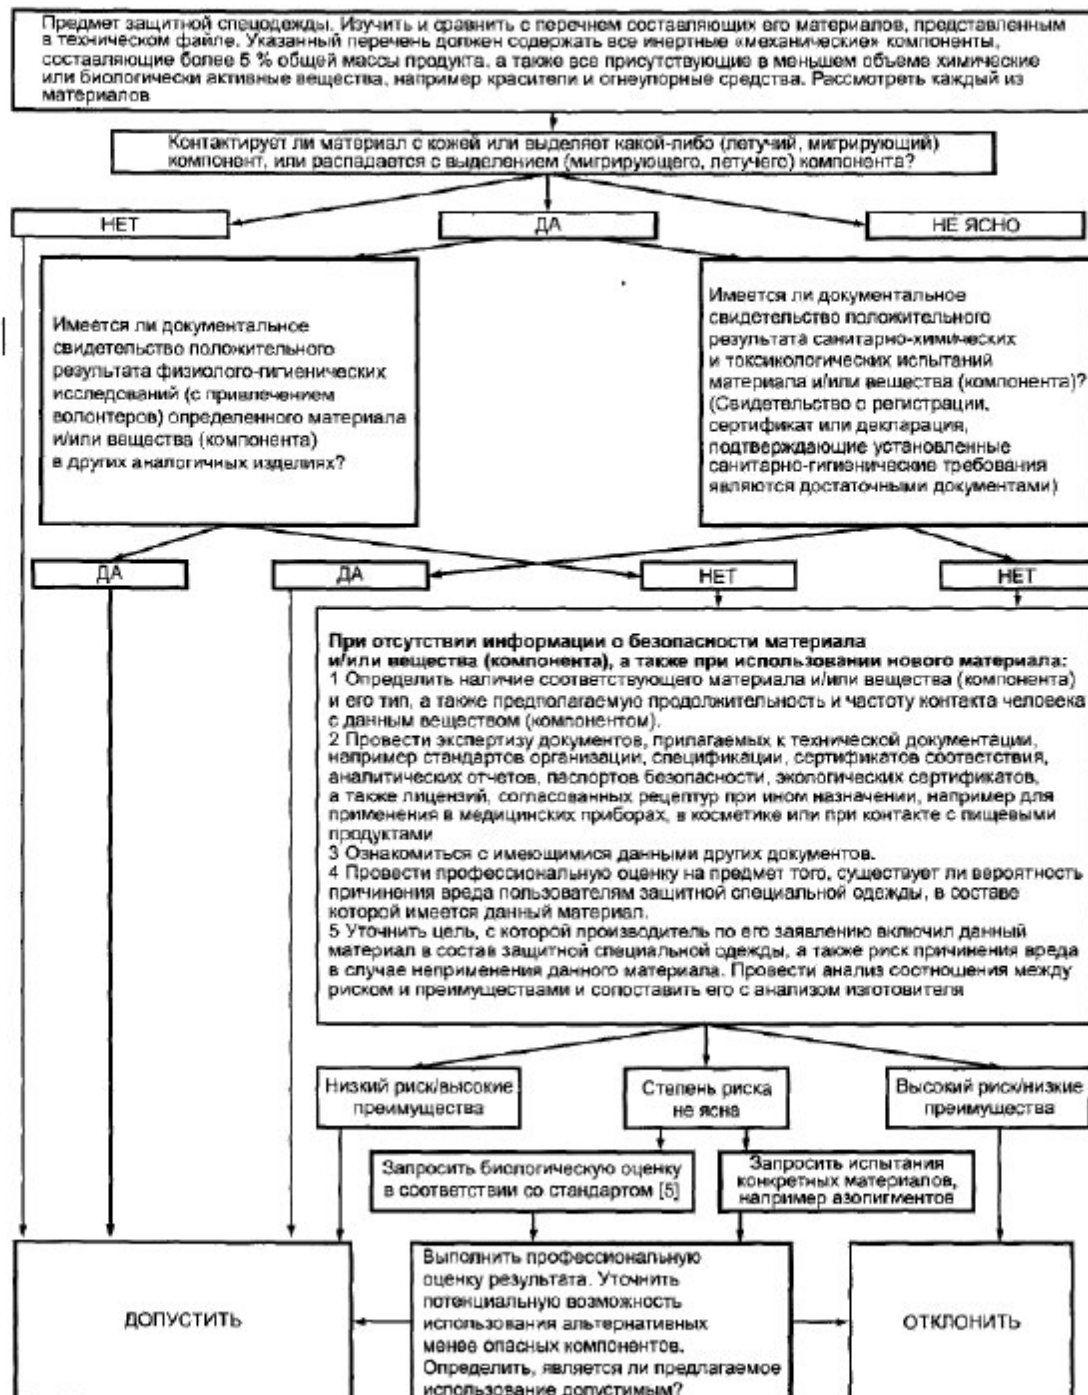 Предмет защитной спецодежды. Изучить и сравнить с перечнем составляющих его материалов, представленным
в техническом файле. Указанный перечень должен содержать все инертные «механические» компоненты,
составляющие более 5 % общей массы продукта, а также все присутствующие в меньшем объеме химические
или биологически активные вещества, например красители и огнеупорные средства. Рассмотреть каждый из
материалов
Контактирует ли материал с кожей или выделяет какой-либо (летучий, мигрирующий)
компонент, или распадается с выделением (мигрирующего, летучего) компонента?
НЕТ
ДА
НЕ ЯСНО
Имеется ли документальное
свидетельство положительного
результата физиолого-гигиенических
исследований (с привлечением
волонтеров) определенного материала
и/или вещества (компонента)
в других аналогичных изделиях?
Имеется ли документальное
свидетельство положительного
результата санитарно-химических
и токсикологических испытаний
материала и/или вещества (компонента)?
(Свидетельство о регистрации,
сертификат или декларация,
подтверждающие установленные
санитарно-гигиенические требования
являются достаточными документами)
ДА
ДА
НЕТ
НЕТ
При отсутствии информации о безопасности материала
и/или вещества (компонента), а также при использовании нового материала:
1 Определить наличие соответствующего материала и/или вещества (компонента)
и его тип, а также предполагаемую продолжительность и частоту контакта человека
с данным веществом (компонентом).
2 Провести экспертизу документов, прилагаемых к технической документации,
например стандартов организации, спецификации, сертификатов соответствия,
аналитических отчетов, паспортов безопасности, экологических сертификатов,
а также лицензий, согласованных рецептур при ином назначении, например для
применения в медицинских приборах, в косметике или при контакте с пищевыми
продуктами
3 Ознакомиться с имеющимися данными других документов.
4 Провести профессиональную оценку на предмет того, существует ли вероятность
причинения вреда пользователям защитной специальной одежды, в составе
которой имеется данный материал.
5 Уточнить цель, с которой производитель по его заявлению включил данный
материал в состав защитной специальной одежды, а также риск причинения вреда
в случае неприменения данного материала. Провести анализ соотношения между
риском и преимуществами и сопоставить его с анализом изготовителя
Низкий риск/высокие
преимущества
Степень риска
не ясна
Высокий риск/низкие
преимущества
Запросить биологическую оценку
в соответствии со стандартом [5]
Запросить испытания
конкретных материалов,
например азопигментов
ДОПУСТИТЬ
Выполнить профессиональную
оценку результата. Уточнить
потенциальную возможность
использования альтернативных
менее опасных компонентов.
Определить, является ли предлагаемое
использование допустимым?
ОТКЛОНИТЬ